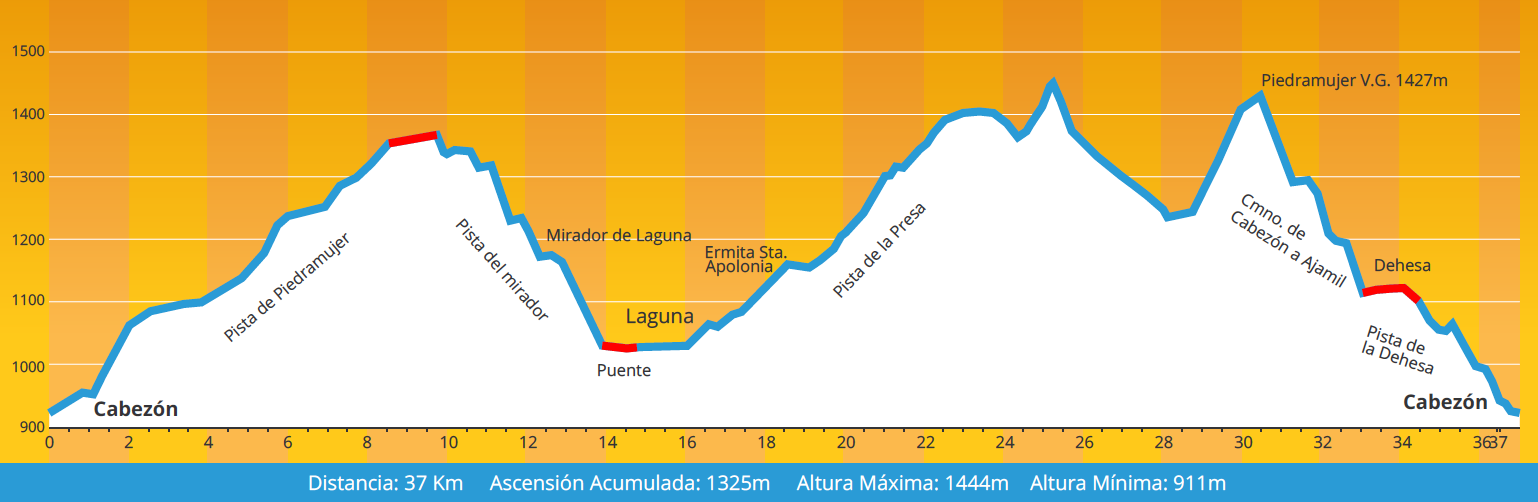 1500
1400
1300
1200
1100
1000
900
Piedramujer V.G. 1427m
Pista de Piedramujer
Pista del mirador
Mirador de Laguna
Ermita Sta.
Apolonia
Pista de la Presa
Cmno. de
Cabezón a Ajamil
Dehesa
Laguna
Puente
Pista de
la Dehesa
Cabezón
Cabezón
0 2 4 6 8 10 12 14 16 18 20 22 24 26 28 30 32 34 36 37
Distancia: 37 Km Ascensión Acumulada: 1325m Altura Máxima: 1444m Altura Mínima: 911m